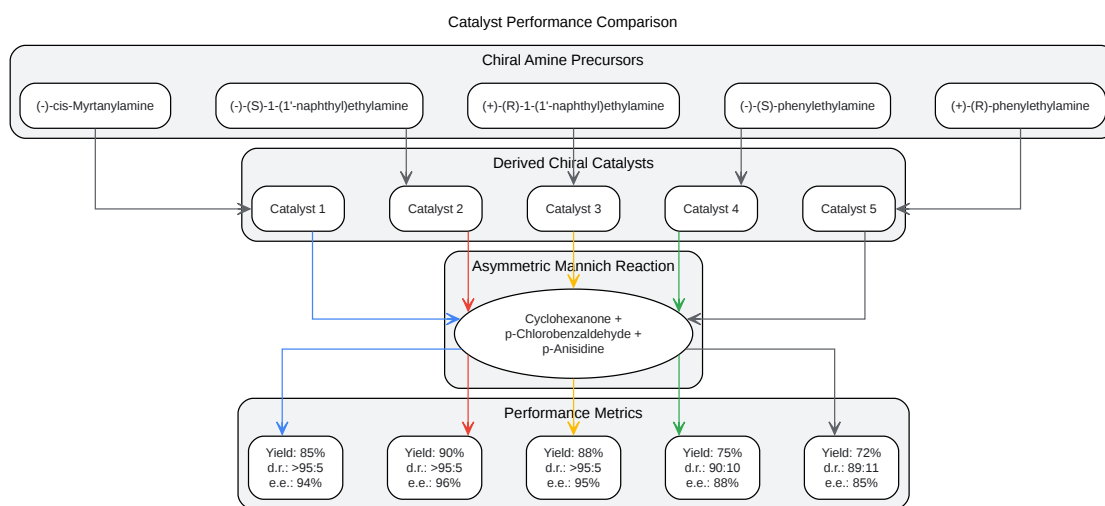 Catalyst Performance Comparison
Chiral Amine Precursors
(-)-cis-Myrtanylamine
(-)-(S)-1-(1'-naphthyl)ethylamine
(+)-(R)-1-(1'-naphthyl)ethylamine
(-)-(S)-phenylethylamine
(+)-(R)-phenylethylamine
Derived Chiral Catalysts
Catalyst 1
Catalyst 2
Catalyst 3
Catalyst 4
Catalyst 5
Asymmetric Mannich Reaction
Cyclohexanone +
p-Chlorobenzaldehyde +
p-Anisidine
Performance Metrics
Yield: 85%
d.r.: >95:5
e.e.: 94%
Yield: 90%
d.r.: >95:5
e.e.: 96%
Yield: 88%
d.r.: >95:5
e.e.: 95%
Yield: 75%
d.r.: 90:10
e.e.: 88%
Yield: 72%
d.r.: 89:11
e.e.: 85%